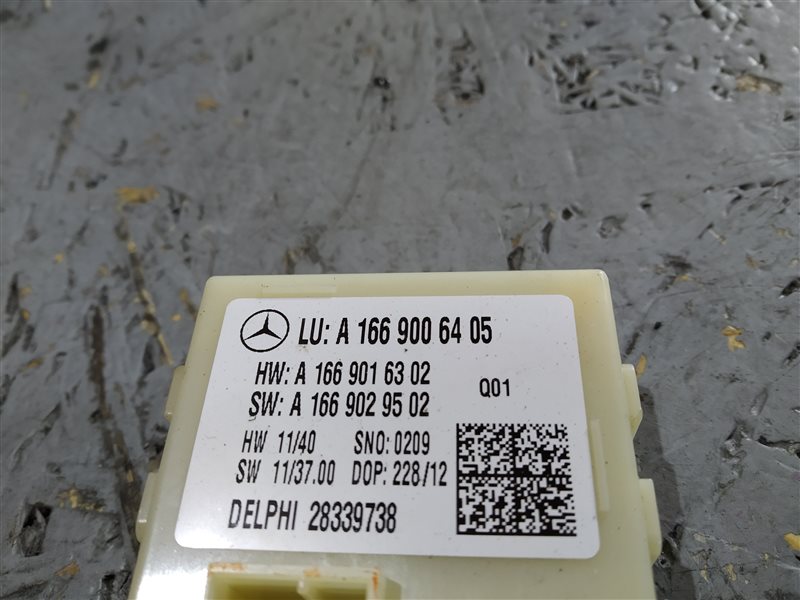 LU: A 166 900 64 05
HW: A 166 901 63 02
SW: A 166 902 95 02 Q01
HW 11/40 SNO: 0209
SW 11/37.00 DOP: 228/12
DELPHI 28339738